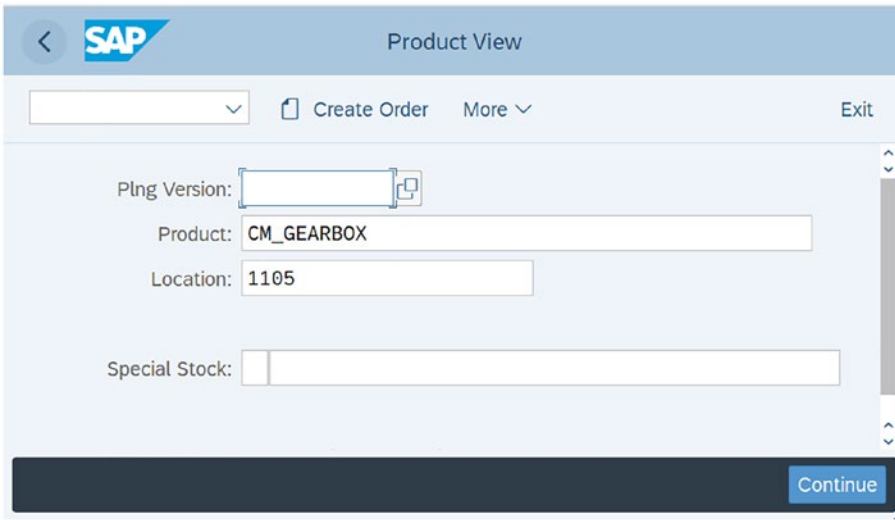 SAP Product View
Create Order More Exit
Plng Version:
Product: CM_GEARBOX
Location: 1105
Special Stock:
Continue